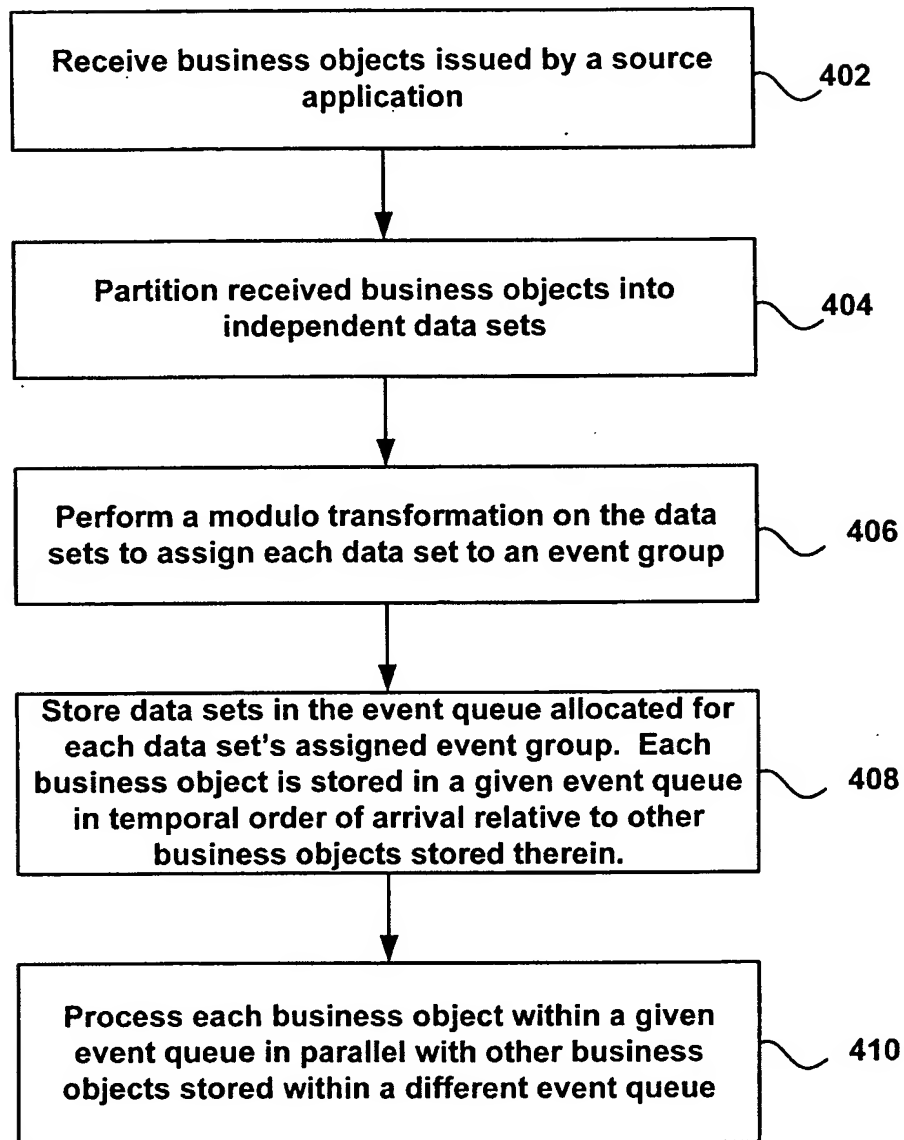 Receive business objects issued by a source
application
402
Partition received business objects into
independent data sets
404
Perform a modulo transformation on the data
sets to assign each data set to an event group
406
Store data sets in the event queue allocated for
each data set's assigned event group. Each
business object is stored in a given event queue
in temporal order of arrival relative to other
business objects stored therein.
408
Process each business object within a given
event queue in parallel with other business
objects stored within a different event queue
410